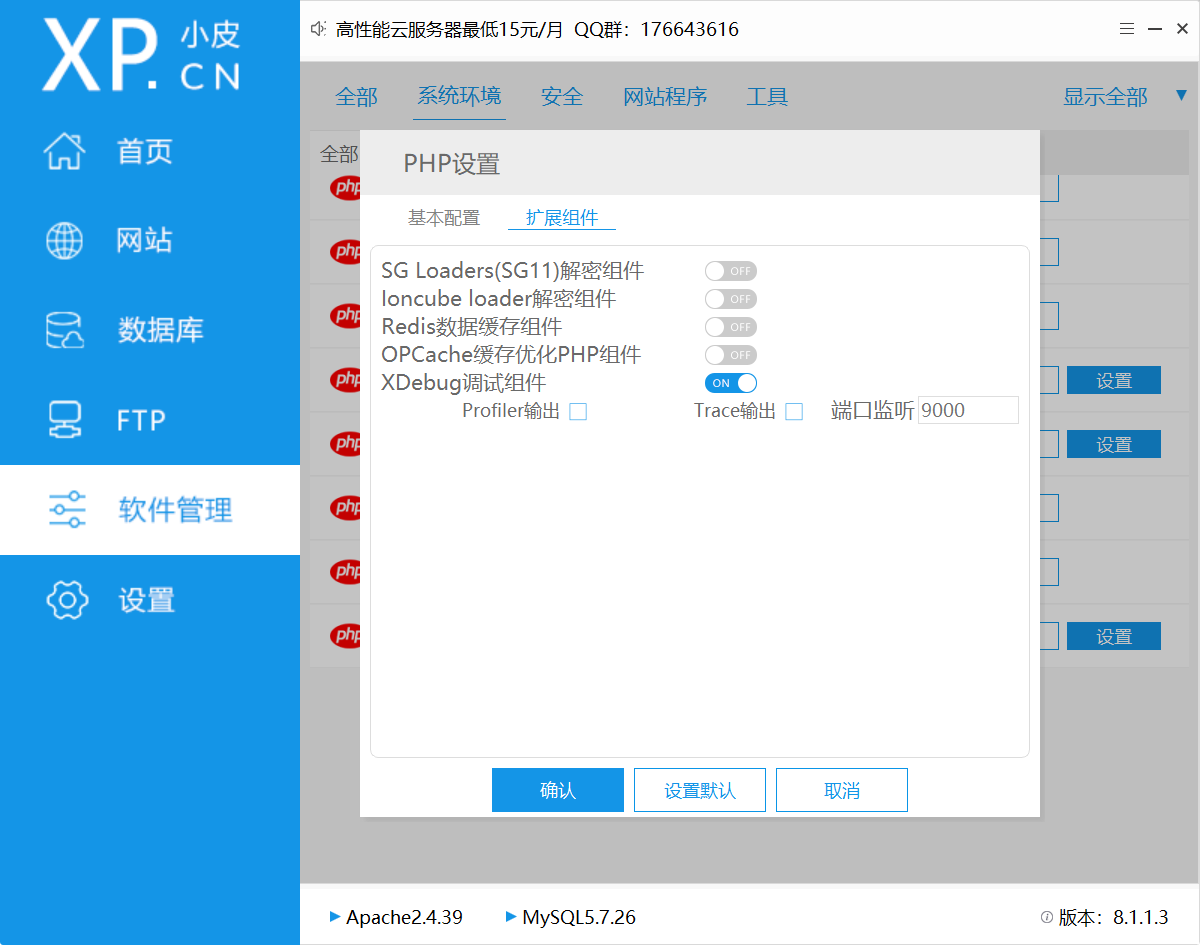 XP.CN 小皮
高性能云服务器最低15元/月 QQ群：176643616
首页
网站
数据库
FTP
软件管理
设置
全部 系统环境 安全 网站程序 工具 显示全部
全部
PHP设置
基本配置 扩展组件
SG Loaders(SG11)解密组件 OFF
Ioncube loader解密组件 OFF
Redis数据缓存组件 OFF
OPCache缓存优化PHP组件 OFF
XDebug调试组件 ON
Profiler输出 Trace输出 端口监听 9000
php
php
php
php 设置
php 设置
php
php
php 设置
确认 设置默认 取消
Apache2.4.39 MySQL5.7.26 版本：8.1.1.3